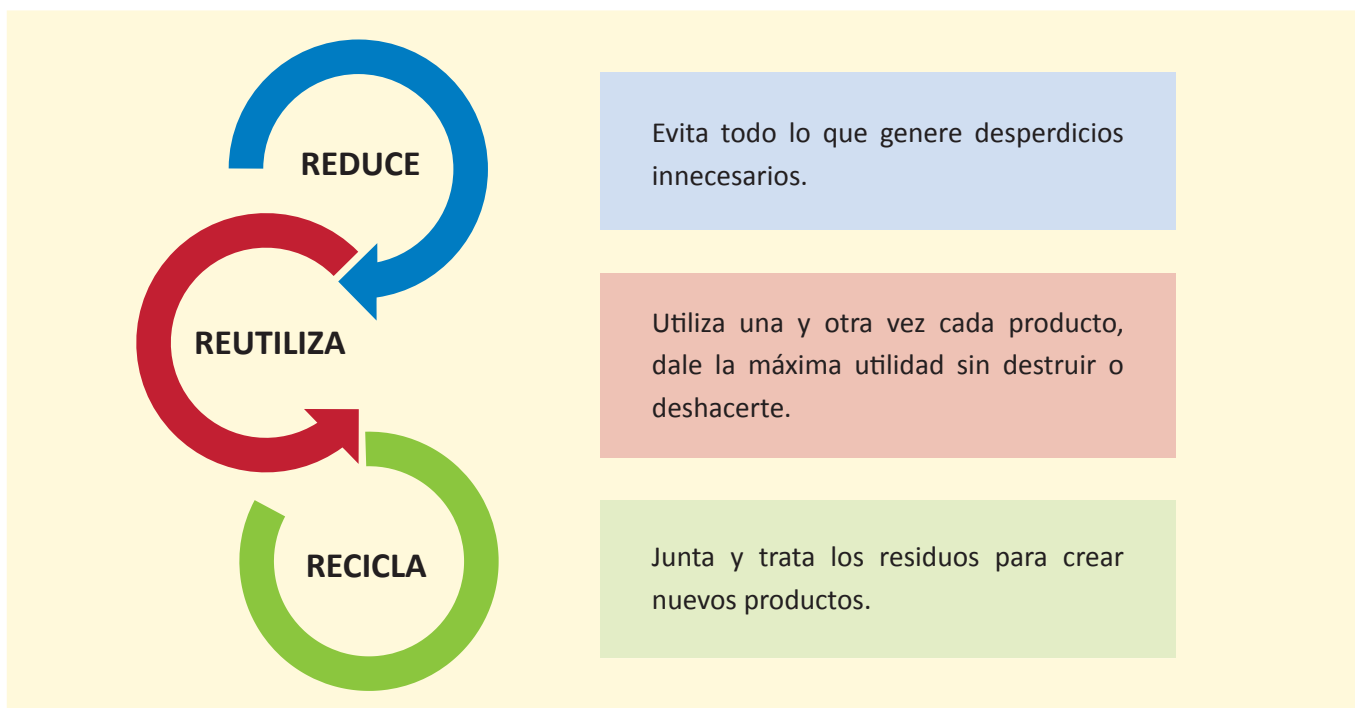 REDUCE
Evita todo lo que genere desperdicios
innecesarios.
REUTILIZA
Utiliza una y otra vez cada producto,
dale la máxima utilidad sin destruir o
deshacerte.
RECICLA
Junta y trata los residuos para crear
nuevos productos.